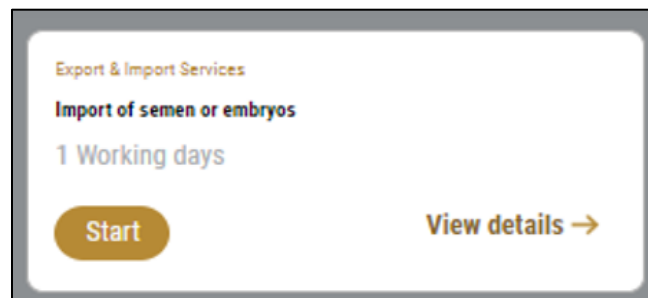 Export & Import Services
Import of semen or embryos
1 Working days
Start
View details →